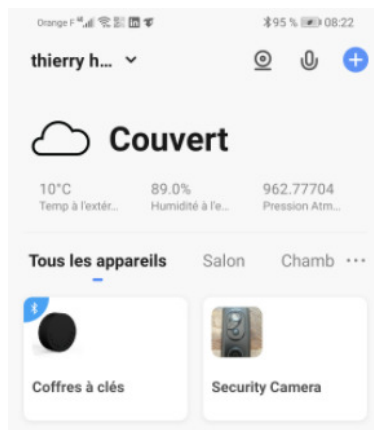 Orange F 95 % 08:22
thierry h...
Couvert
10°C 89.0% 962.77704
Temp à l'extér... Humidité à l'e... Pression Atm...
Tous les appareils Salon Chamb ...
Coffres à clés Security Camera